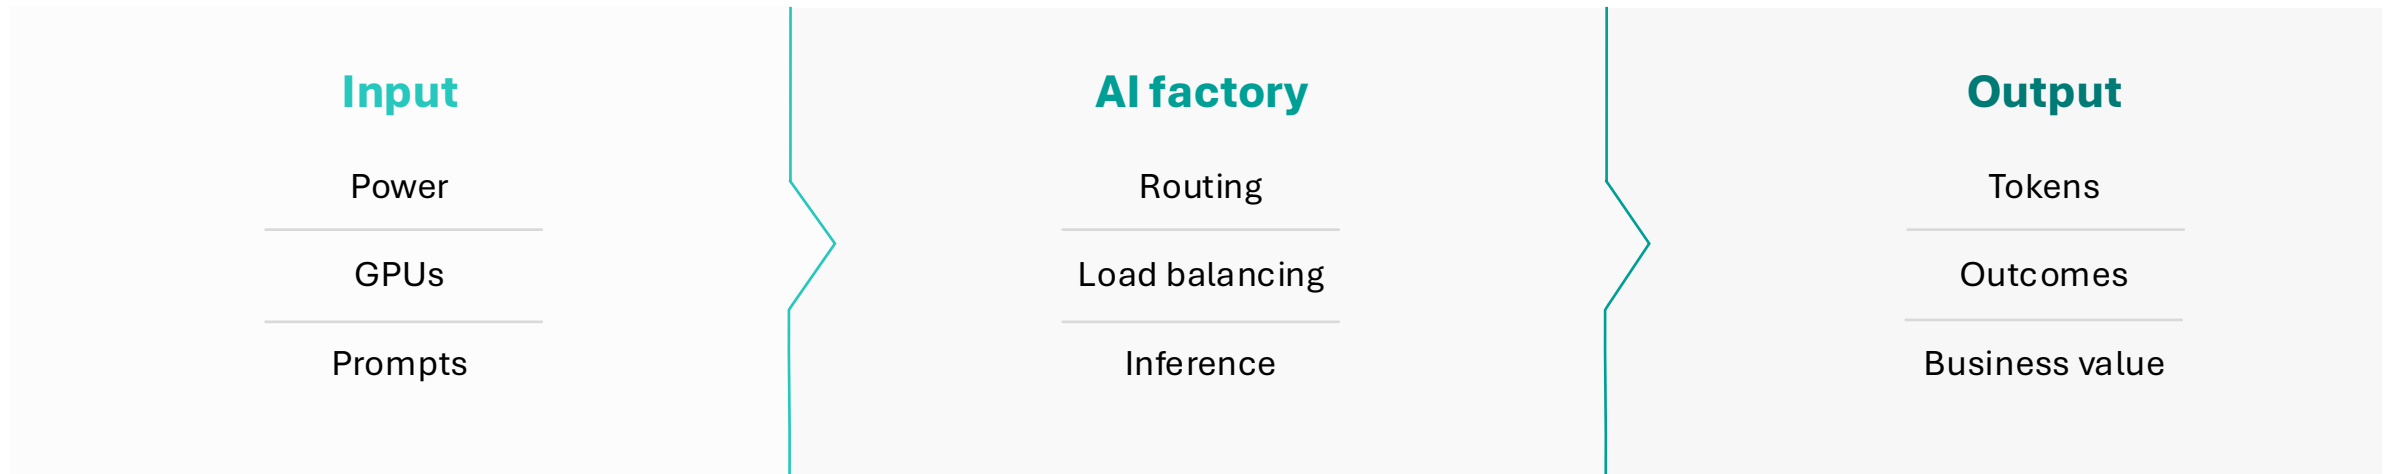 Input
Power
GPUs
Prompts
AI factory
Routing
Load balancing
Inference
Output
Tokens
Outcomes
Business value